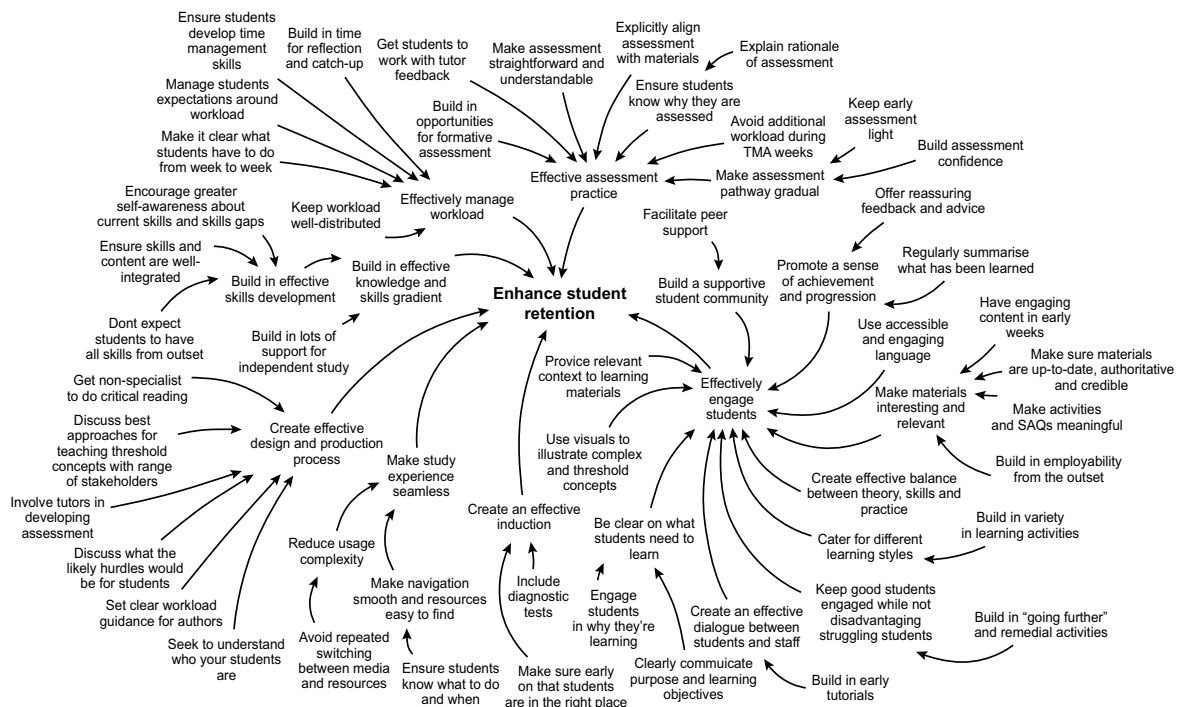 Ensure students
develop time
management
skills
Build in time
for reflection
and catch-up
Get students to
work with tutor
feedback
Make assessment
straightforward and
understandable
Explicitly align
assessment
with materials
Explain rationale
of assessment
Manage students
expectations around
workload
Build in
opportunities
for formative
assessment
Ensure students
know why they are
assessed
Avoid additional
workload during
TMA weeks
Keep early
assessment
light
Make it clear what
students have to do
from week to week
Build assessment
confidence
Effective assessment
practice
Make assessment
pathway gradual
Encourage greater
self-awareness about
current skills and skills gaps
Keep workload
well-distributed
Effectively manage
workload
Facilitate peer
support
Offer reassuring
feedback and advice
Ensure skills and
content are well-
integrated
Build in effective
skills development
Build in effective
knowledge and
skills gradient
Enhance student
retention
Build a supportive
student community
Promote a sense
of achievement
and progression
Regularly summarise
what has been learned
Dont expect
students to have
all skills from outset
Build in lots of
support for
independent study
Use accessible
and engaging
language
Have engaging
content in early
weeks
Get non-specialist
to do critical reading
Provice relevant
context to learning
materials
Effectively
engage
students
Make materials
interesting and
relevant
Make sure materials
are up-to-date, authoritative
and credible
Make activities
and SAQs meaningful
Discuss best
approaches for
teaching threshold
concepts with range
of stakeholders
Create effective
design and production
process
Make study
experience
seamless
Use visuals to
illustrate complex
and threshold
concepts
Build in employability
from the outset
Create effective balance
between theory, skills and
practice
Involve tutors in
developing
assessment
Create an effective
induction
Be clear on what
students need to
learn
Cater for different
learning styles
Build in variety
in learning activities
Discuss what the
likely hurdles would
be for students
Reduce usage
complexity
Make navigation
smooth and resources
easy to find
Include
diagnostic
tests
Engage
students
in why they're
learning
Create an effective
dialogue between
students and staff
Keep good students
engaged while not
disadvantaging
struggling students
Build in “going further”
and remedial activities
Set clear workload
guidance for authors
Seek to understand
who your students
are
Avoid repeated
switching
between media
and resources
Ensure students
know what to do
and when
Make sure early
on that students
are in the right place
Clearly commuicate
purpose and learning
objectives
Build in early
tutorials